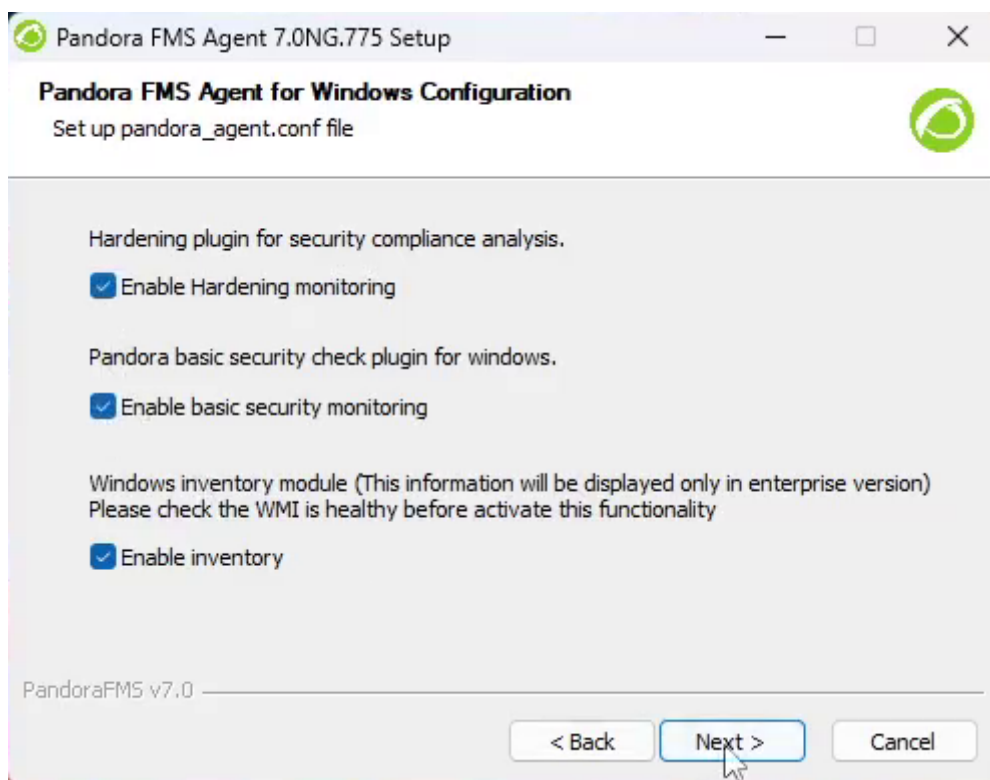 Pandora FMS Agent 7.0NG.775 Setup
Pandora FMS Agent for Windows Configuration
Set up pandora_agent.conf file
Hardening plugin for security compliance analysis.
Enable Hardening monitoring
Pandora basic security check plugin for windows.
Enable basic security monitoring
Windows inventory module (This information will be displayed only in enterprise version)
Please check the WMI is healthy before activate this functionality
Enable inventory
PandoraFMS v7.0
< Back Next > Cancel